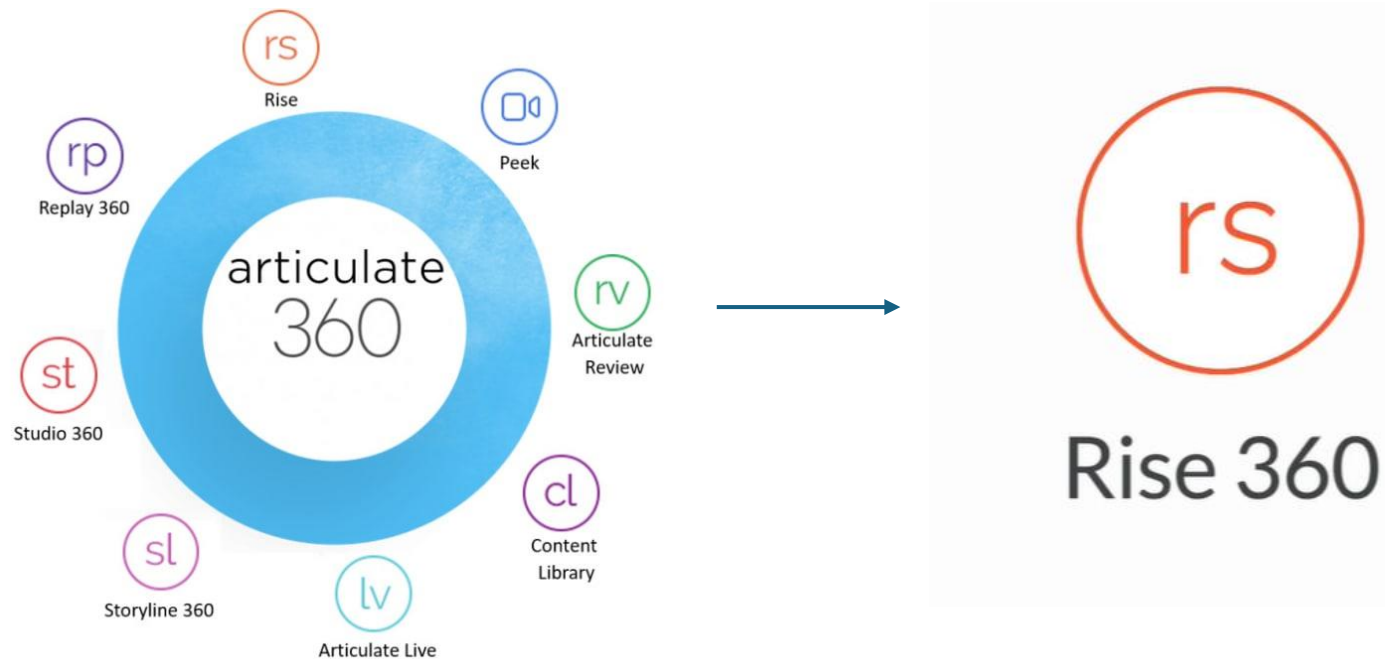 rs
Rise
Peek
rp
Replay 360
articulate
360
rv
Articulate
Review
st
Studio 360
cl
Content
Library
sl
Storyline 360
lv
Articulate Live
rs
Rise 360